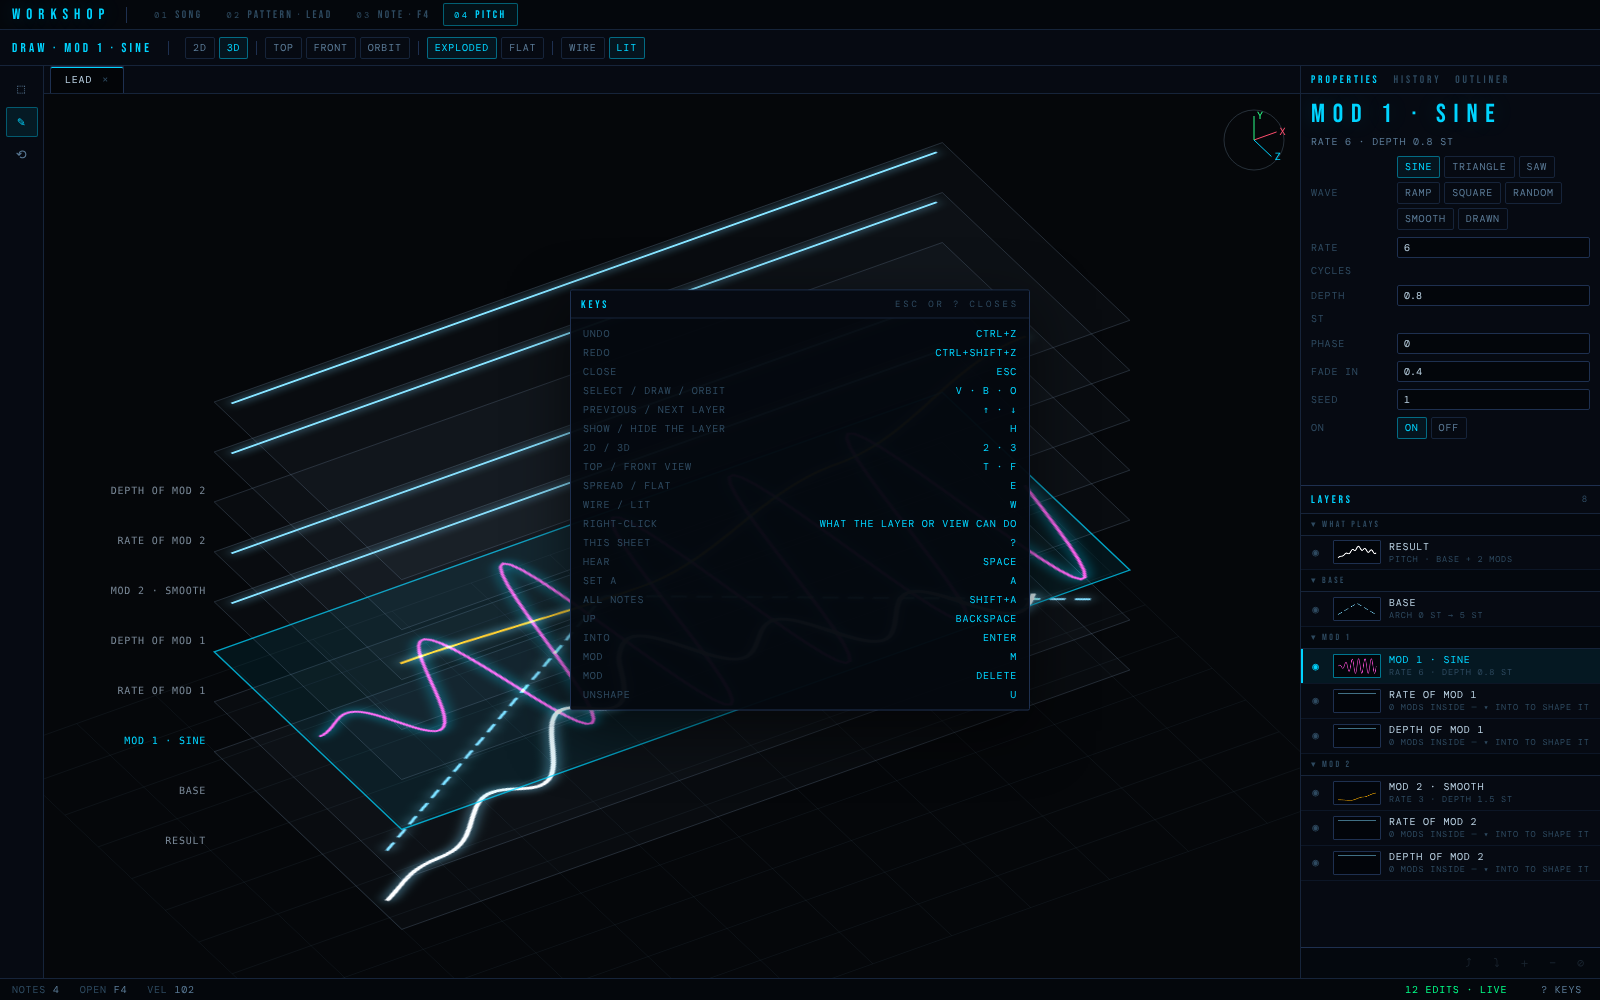 WORKSHOP
01 SONG
02 PATTERN · LEAD
03 NOTE · F4
04 PITCH
DRAW · MOD 1 · SINE
2D
3D
TOP
FRONT
ORBIT
EXPLODED
FLAT
WIRE
LIT
LEAD ×
Y
X
Z
DEPTH OF MOD 2
RATE OF MOD 2
MOD 2 · SMOOTH
DEPTH OF MOD 1
RATE OF MOD 1
MOD 1 · SINE
BASE
RESULT
KEYS
ESC OR ? CLOSES
UNDO CTRL+Z
REDO CTRL+SHIFT+Z
CLOSE ESC
SELECT / DRAW / ORBIT V · B · O
PREVIOUS / NEXT LAYER ↑ · ↓
SHOW / HIDE THE LAYER H
2D / 3D 2 · 3
TOP / FRONT VIEW T · F
SPREAD / FLAT E
WIRE / LIT W
RIGHT-CLICK WHAT THE LAYER OR VIEW CAN DO
THIS SHEET ?
HEAR SPACE
SET A A
ALL NOTES SHIFT+A
UP BACKSPACE
INTO ENTER
MOD M
MOD DELETE
UNSHAPE U
PROPERTIES
HISTORY
OUTLINER
MOD 1 · SINE
RATE 6 · DEPTH 0.8 ST
WAVE
SINE
TRIANGLE
SAW
RAMP
SQUARE
RANDOM
SMOOTH
DRAWN
RATE 6
CYCLES
DEPTH 0.8
ST
PHASE 0
FADE IN 0.4
SEED 1
ON
ON
OFF
LAYERS 8
▾ WHAT PLAYS
RESULT
PITCH · BASE + 2 MODS
▾ BASE
BASE
ARCH 0 ST → 5 ST
▾ MOD 1
MOD 1 · SINE
RATE 6 · DEPTH 0.8 ST
RATE OF MOD 1
0 MODS INSIDE — ▾ INTO TO SHAPE IT
DEPTH OF MOD 1
0 MODS INSIDE — ▾ INTO TO SHAPE IT
▾ MOD 2
MOD 2 · SMOOTH
RATE 3 · DEPTH 1.5 ST
RATE OF MOD 2
0 MODS INSIDE — ▾ INTO TO SHAPE IT
DEPTH OF MOD 2
0 MODS INSIDE — ▾ INTO TO SHAPE IT
NOTES 4
OPEN F4
VEL 102
12 EDITS · LIVE
? KEYS